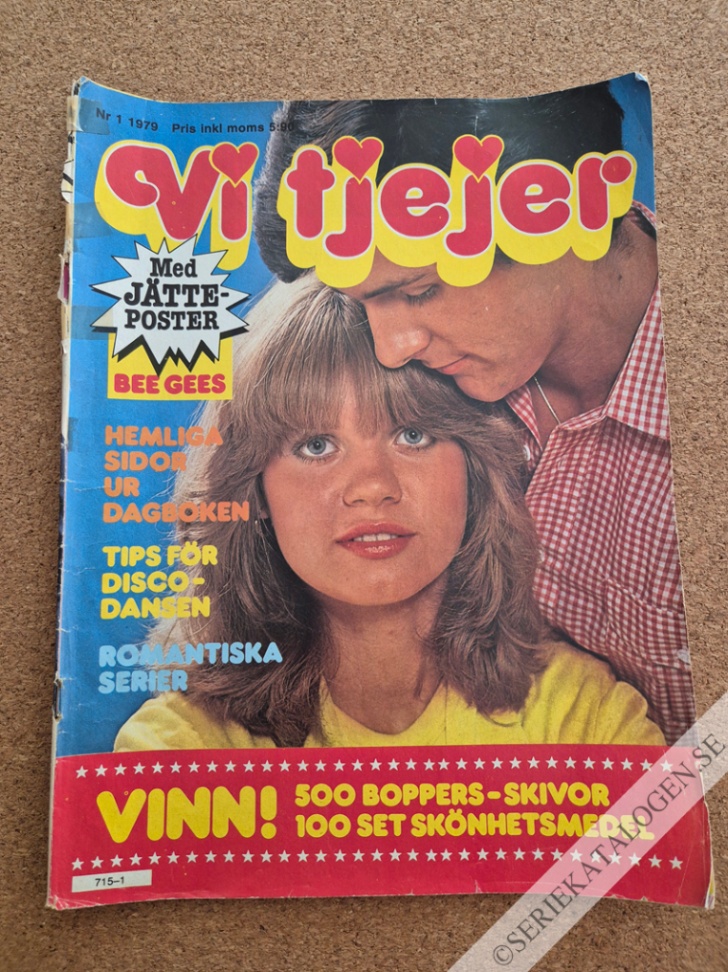 Nr 1 1979 Pris inkl moms 5:90
Vi tjejer
Med
JÄTTE-
POSTER
BEE GEES
HEMLIGA
SIDOR
UR
DAGBOKEN
TIPS FÖR
DISCO-
DANSEN
ROMANTISKA
SERIER
VINN!
500 BOPPERS-SKIVOR
100 SET SKÖNHETSMEDEL
715-1
©SERIEKATALOGEN.SE